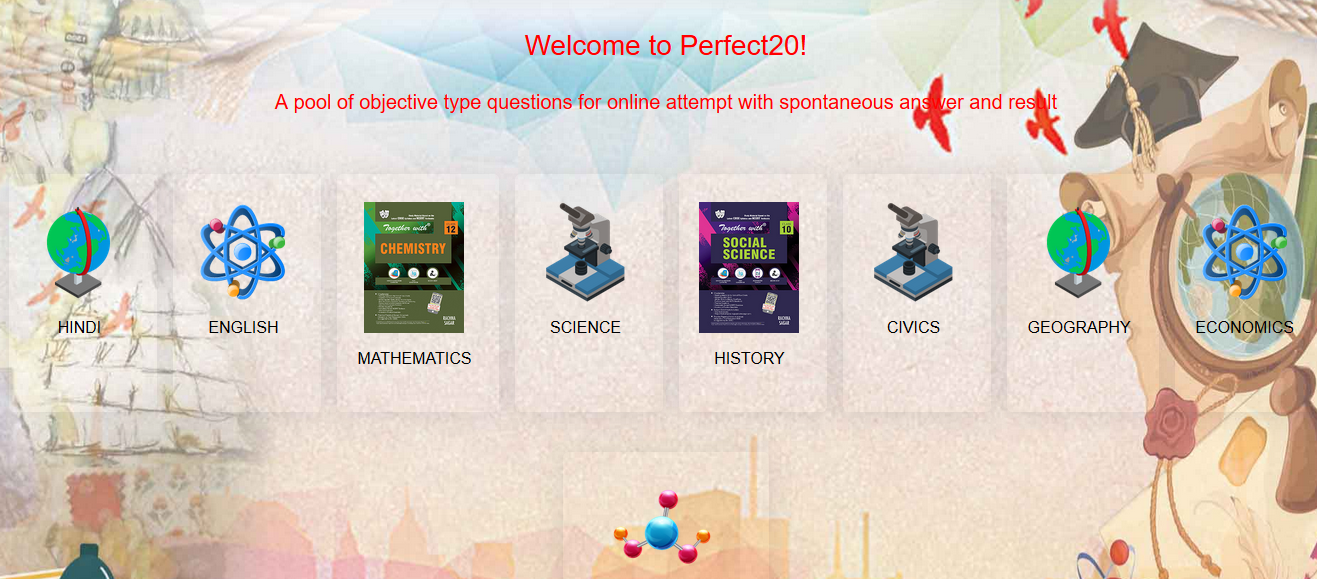 Welcome to Perfect20!
A pool of objective type questions for online attempt with spontaneous answer and result
Together with
12
CHEMISTRY
RACHNA
SAGAR
Together with
10
SOCIAL
SCIENCE
RACHNA
SAGAR
HINDI
ENGLISH
SCIENCE
CIVICS
GEOGRAPHY
ECONOMICS
MATHEMATICS
HISTORY